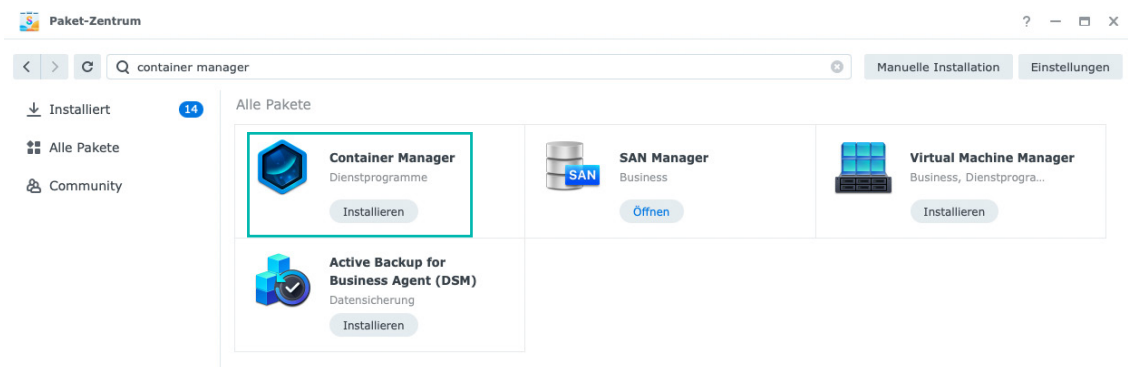 Paket-Zentrum
container manager
Manuelle Installation
Einstellungen
Installiert
14
Alle Pakete
Community
Alle Pakete
Container Manager
Dienstprogramme
Installieren
SAN
SAN Manager
Business
Öffnen
Virtual Machine Manager
Business, Dienstprogra...
Installieren
Active Backup for
Business Agent (DSM)
Datensicherung
Installieren